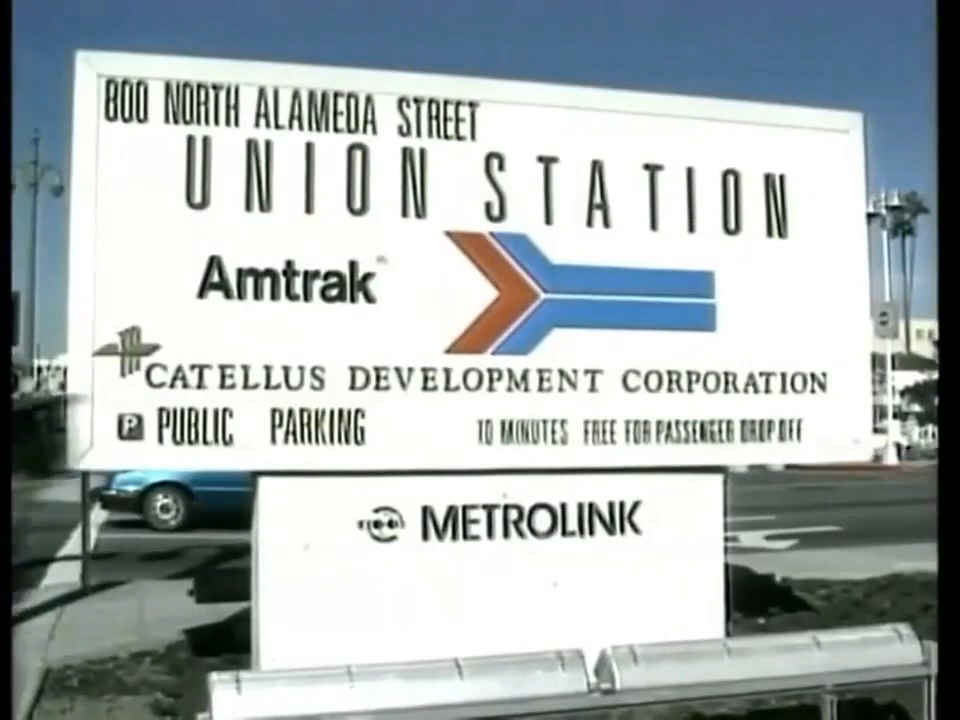 800 NORTH ALAMEDA STREET
UNION STATION
Amtrak
CATELLUS DEVELOPMENT CORPORATION
P PUBLIC PARKING 10 MINUTES FREE FOR PASSENGER DROP OFF
METROLINK